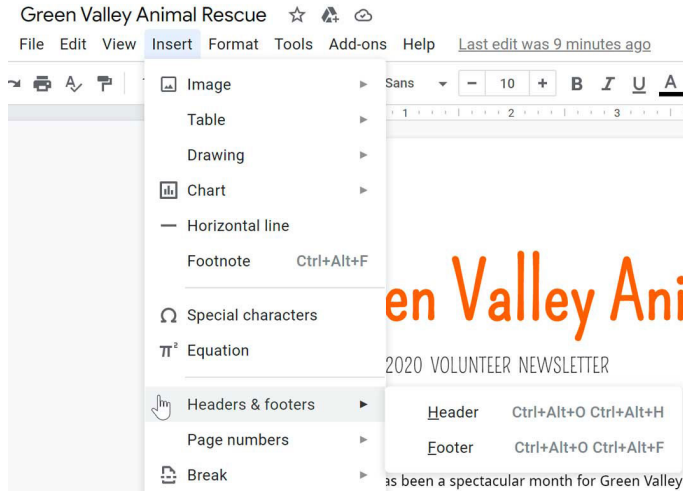 Green Valley Animal Rescue
File Edit View Insert Format Tools Add-ons Help Last edit was 9 minutes ago
Sans 10 B I U A
1 2 3
Image
Table
Drawing
Chart
Horizontal line
Footnote Ctrl+Alt+F
en Valley Ani
Ω Special characters
π² Equation
2020 VOLUNTEER NEWSLETTER
Headers & footers
Header Ctrl+Alt+O Ctrl+Alt+H
Page numbers
Footer Ctrl+Alt+O Ctrl+Alt+F
Break
as been a spectacular month for Green Valley